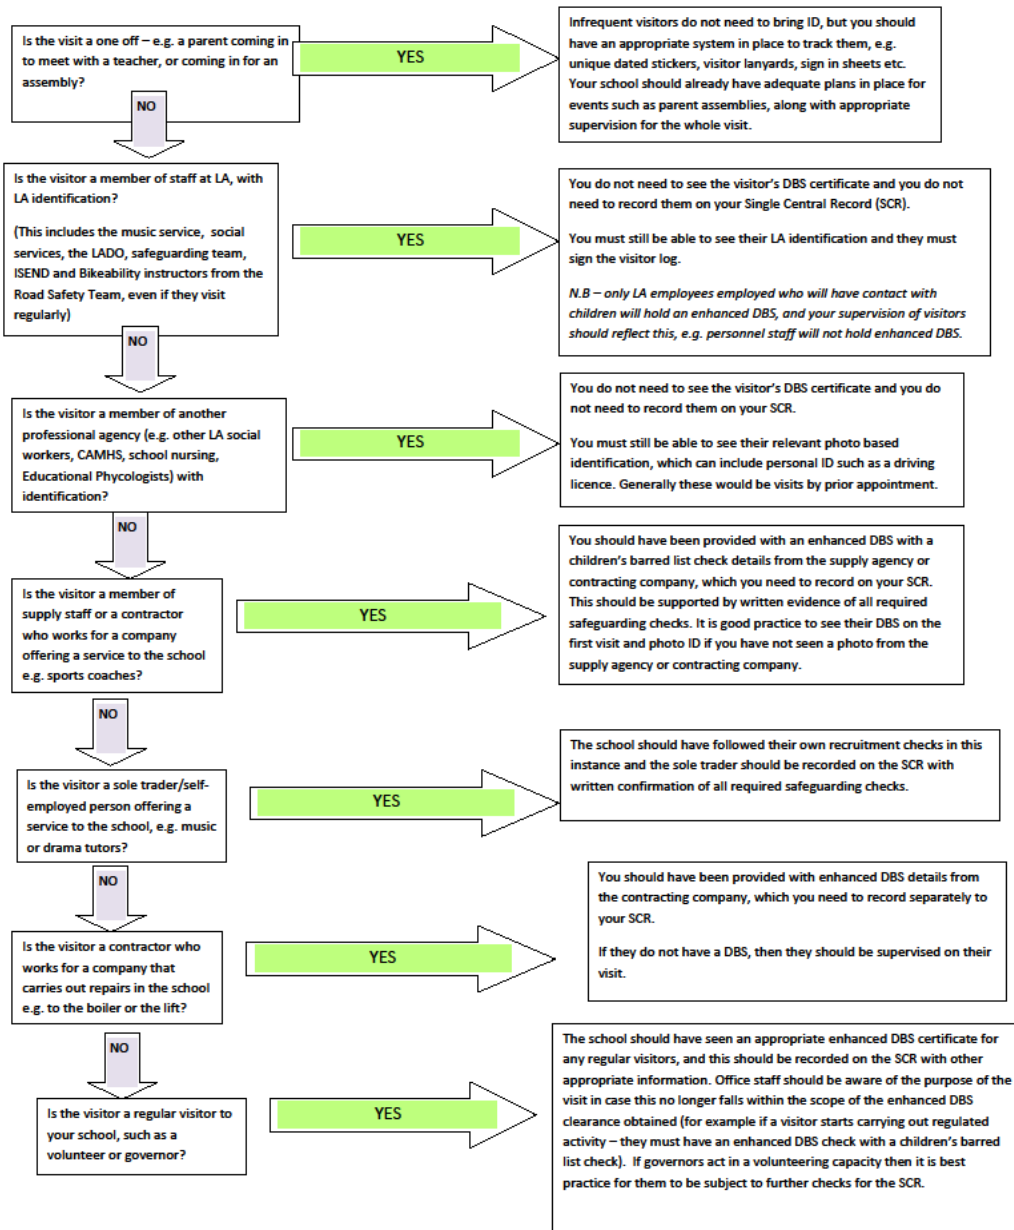 Is the visit a one off – e.g. a parent coming in
to meet with a teacher, or coming in for an
assembly?
YES
Infrequent visitors do not need to bring ID, but you should
have an appropriate system in place to track them, e.g.
unique dated stickers, visitor lanyards, sign in sheets etc.
Your school should already have adequate plans in place for
events such as parent assemblies, along with appropriate
supervision for the whole visit.
NO
Is the visitor a member of staff at LA, with
LA identification?
(This includes the music service, social
services, the LADO, safeguarding team,
ISEND and Bikeability instructors from the
Road Safety Team, even if they visit
regularly)
YES
You do not need to see the visitor's DBS certificate and you do not
need to record them on your Single Central Record (SCR).
You must still be able to see their LA identification and they must
sign the visitor log.
N.B – only LA employees employed who will have contact with
children will hold an enhanced DBS, and your supervision of visitors
should reflect this, e.g. personnel staff will not hold enhanced DBS.
NO
Is the visitor a member of another
professional agency (e.g. other LA social
workers, CAMHS, school nursing,
Educational Phycologists) with
identification?
YES
You do not need to see the visitor's DBS certificate and you do
not need to record them on your SCR.
You must still be able to see their relevant photo based
identification, which can include personal ID such as a driving
licence. Generally these would be visits by prior appointment.
NO
Is the visitor a member of
supply staff or a contractor
who works for a company
offering a service to the school
e.g. sports coaches?
YES
You should have been provided with an enhanced DBS with a
children's barred list check details from the supply agency or
contracting company, which you need to record on your SCR.
This should be supported by written evidence of all required
safeguarding checks. It is good practice to see their DBS on the
first visit and photo ID if you have not seen a photo from the
supply agency or contracting company.
NO
Is the visitor a sole trader/self-
employed person offering a
service to the school, e.g. music
or drama tutors?
YES
The school should have followed their own recruitment checks in this
instance and the sole trader should be recorded on the SCR with
written confirmation of all required safeguarding checks.
NO
Is the visitor a contractor who
works for a company that
carries out repairs in the school
e.g. to the boiler or the lift?
YES
You should have been provided with enhanced DBS details from
the contracting company, which you need to record separately to
your SCR.
If they do not have a DBS, then they should be supervised on their
visit.
NO
Is the visitor a regular visitor to
your school, such as a
volunteer or governor?
YES
The school should have seen an appropriate enhanced DBS certificate for
any regular visitors, and this should be recorded on the SCR with other
appropriate information. Office staff should be aware of the purpose of the
visit in case this no longer falls within the scope of the enhanced DBS
clearance obtained (for example if a visitor starts carrying out regulated
activity – they must have an enhanced DBS check with a children's barred
list check). If governors act in a volunteering capacity then it is best
practice for them to be subject to further checks for the SCR.